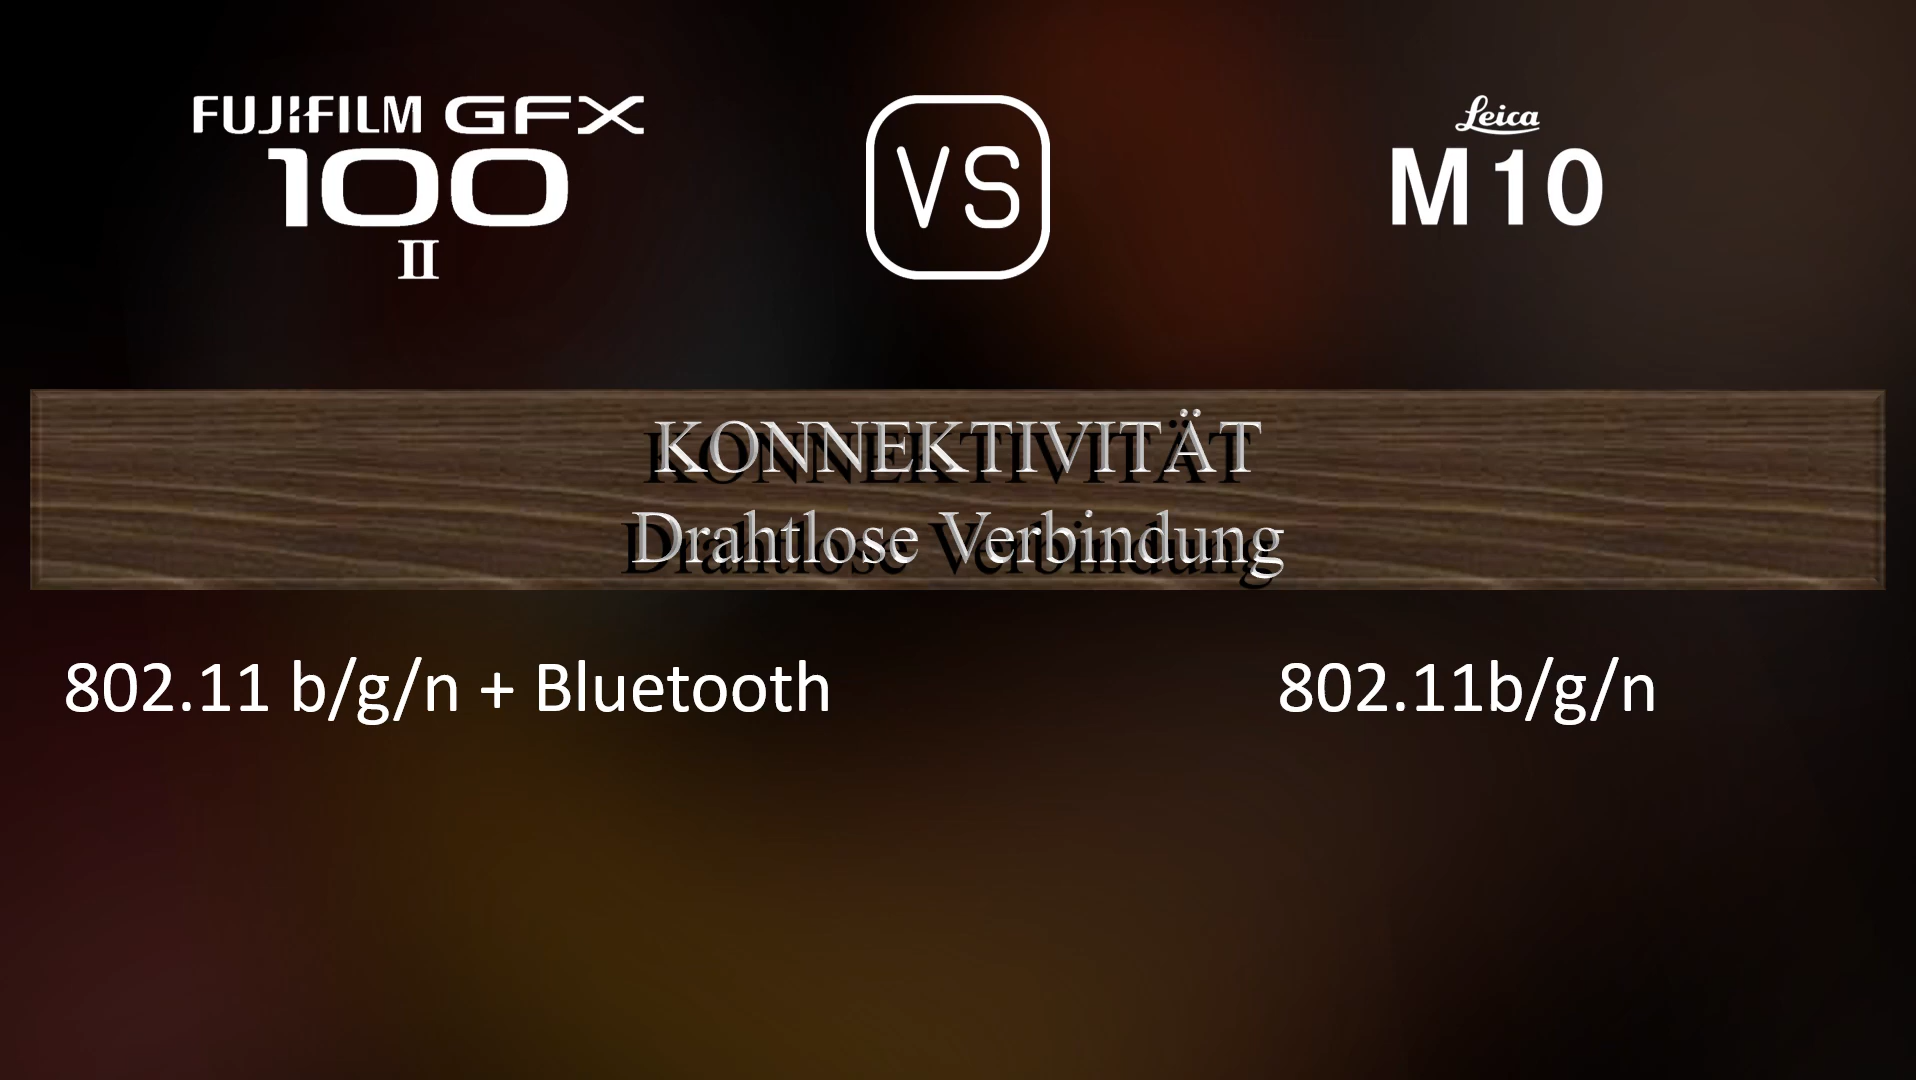 FUJIFILM GFX
100
II
VS
Leica
M10
KONNEKTIVITÄT
Drahtlose Verbindung
802.11 b/g/n + Bluetooth
802.11b/g/n